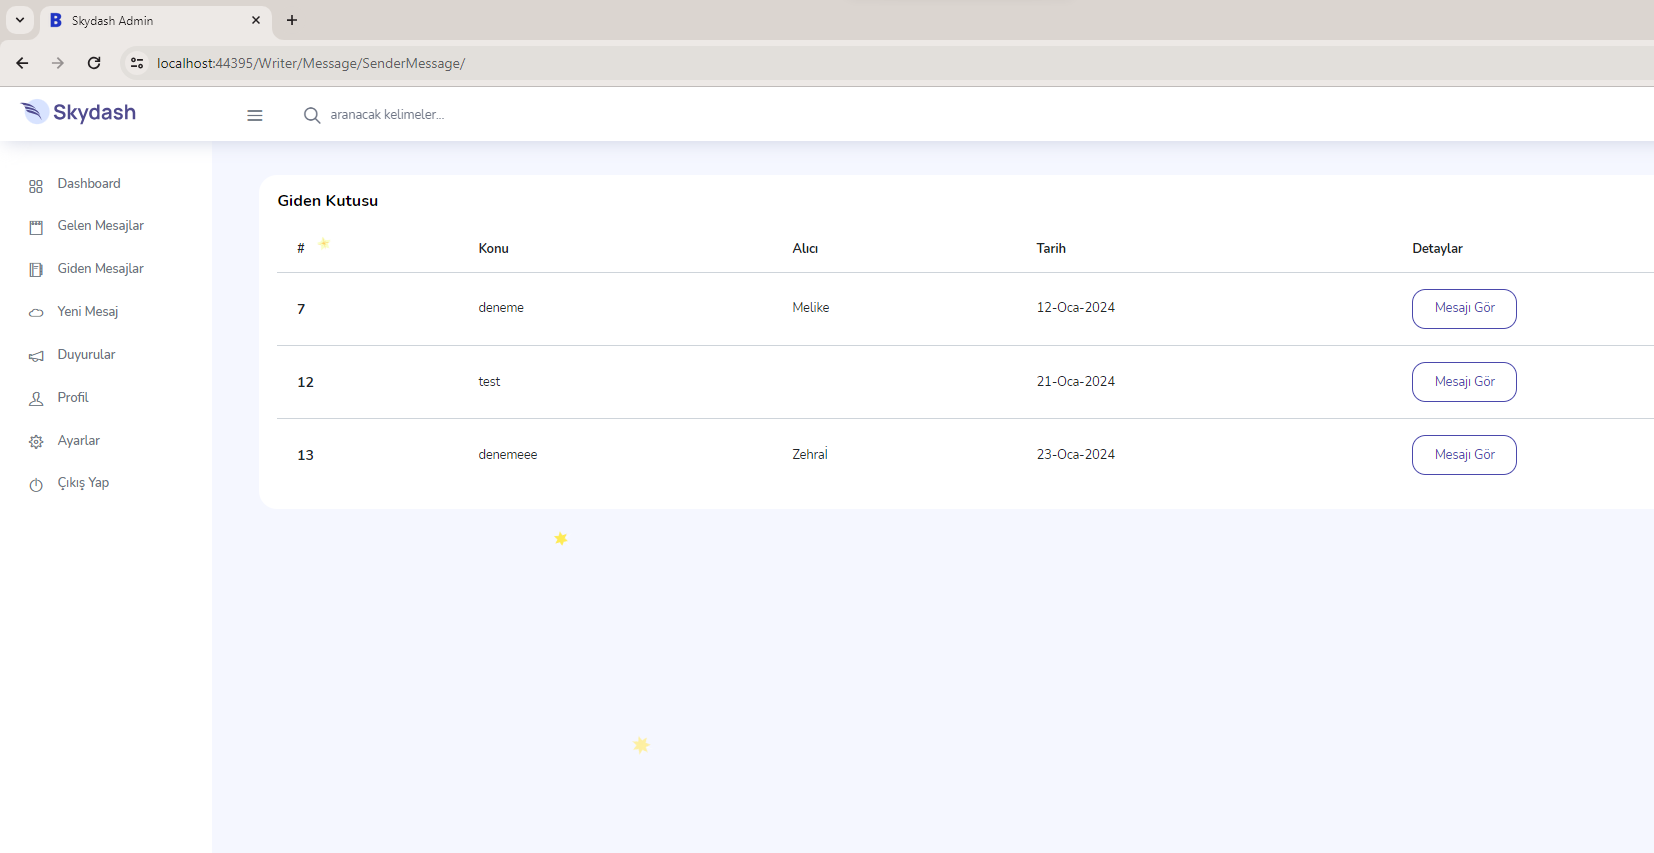 Skydash Admin
localhost:44395/Writer/Message/SenderMessage/
Skydash
aranacak kelimeler...
Dashboard
Gelen Mesajlar
Giden Mesajlar
Yeni Mesaj
Duyurular
Profil
Ayarlar
Çıkış Yap
Giden Kutusu
# Konu Alıcı Tarih Detaylar
7 deneme Melike 12-Oca-2024 Mesajı Gör
12 test 21-Oca-2024 Mesajı Gör
13 denemeee Zehraİ 23-Oca-2024 Mesajı Gör